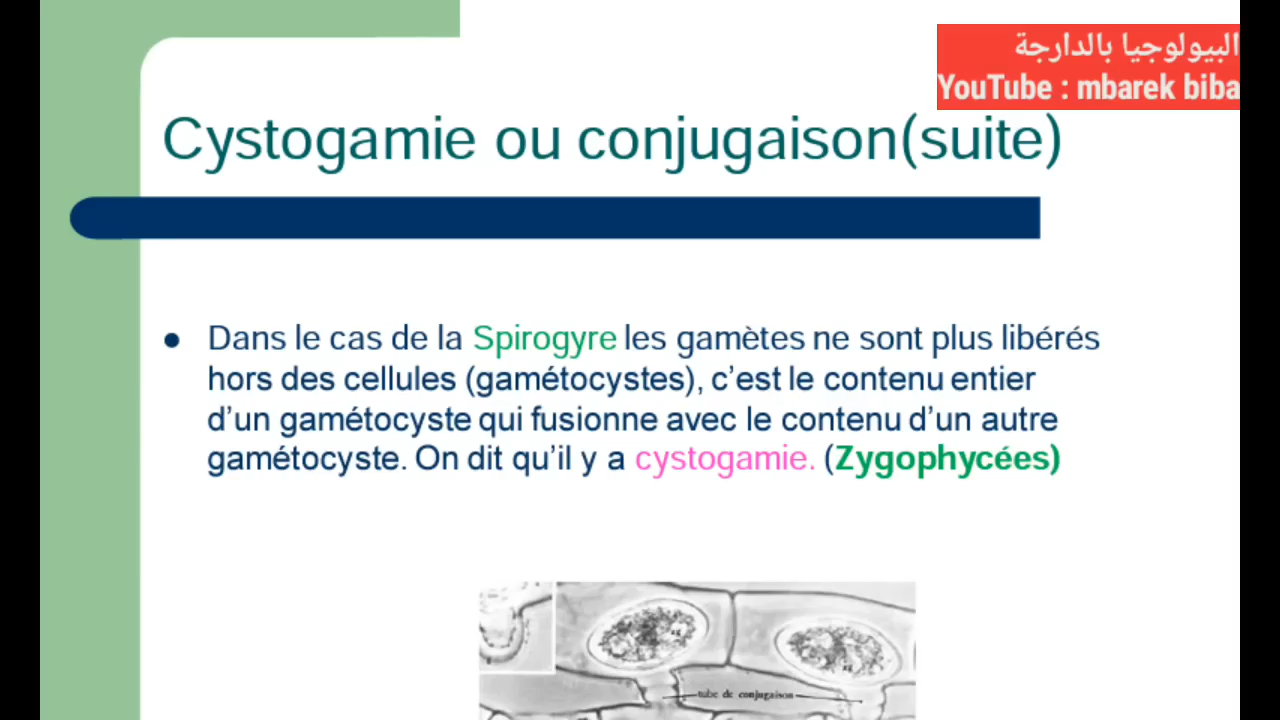 البيولوجيا بالدارجة
YouTube : mbarek biba
Cystogamie ou conjugaison(suite)
Dans le cas de la Spirogyre les gamètes ne sont plus libérés
hors des cellules (gamétocystes), c’est le contenu entier
d’un gamétocyste qui fusionne avec le contenu d’un autre
gamétocyste. On dit qu’il y a cystogamie. (Zygophycées)
tube de conjugaison